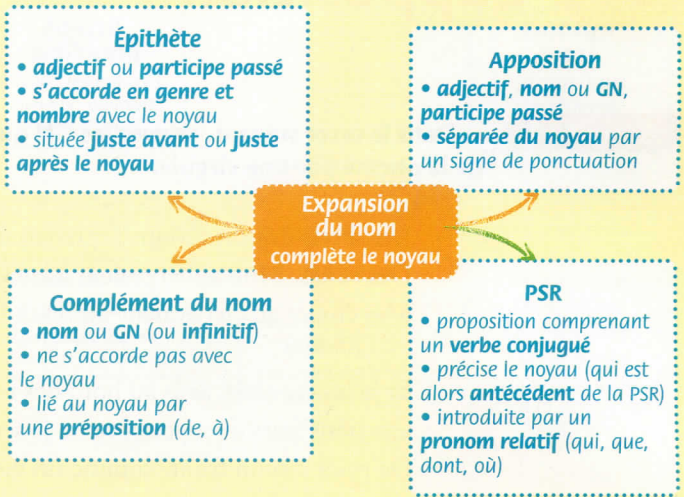 Épithète
• adjectif ou participe passé
• s'accorde en genre et
nombre avec le noyau
• située juste avant ou juste
après le noyau
Apposition
• adjectif, nom ou GN,
participe passé
• séparée du noyau par
un signe de ponctuation
Expansion
du nom
complète le noyau
Complément du nom
• nom ou GN (ou infinitif)
• ne s'accorde pas avec
le noyau
• lié au noyau par
une préposition (de, à)
PSR
• proposition comprenant
un verbe conjugué
• précise le noyau (qui est
alors antécédent de la PSR)
• introduite par un
pronom relatif (qui, que,
dont, où)